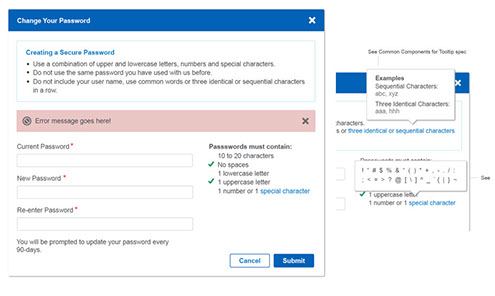 Change Your Password
Creating a Secure Password
Use a combination of upper and lowercase letters, numbers and special characters.
Do not use the same password you have used with us before.
Do not include your user name, use common words or three identical or sequential characters
in a row.
Error message goes here!
Current Password*
New Password *
Re-enter Password *
You will be prompted to update your password every
90-days.
Passwords must contain:
10 to 20 characters
No spaces
1 lowercase letter
1 uppercase letter
1 number or 1 special character
Cancel
Submit
See Common Components for Tooltip spec
Examples
Sequential Characters:
abc, xyz
Three Identical Characters:
aaa, hhh
characters.
s or three identical or sequential characters
Passwords must contain:
! " # $ % & ' ( ) * + , - . / :
; < = > ? @ [ \ ] ^ _ ` { | } ~
See
1 uppercase letter
1 number or 1 special character